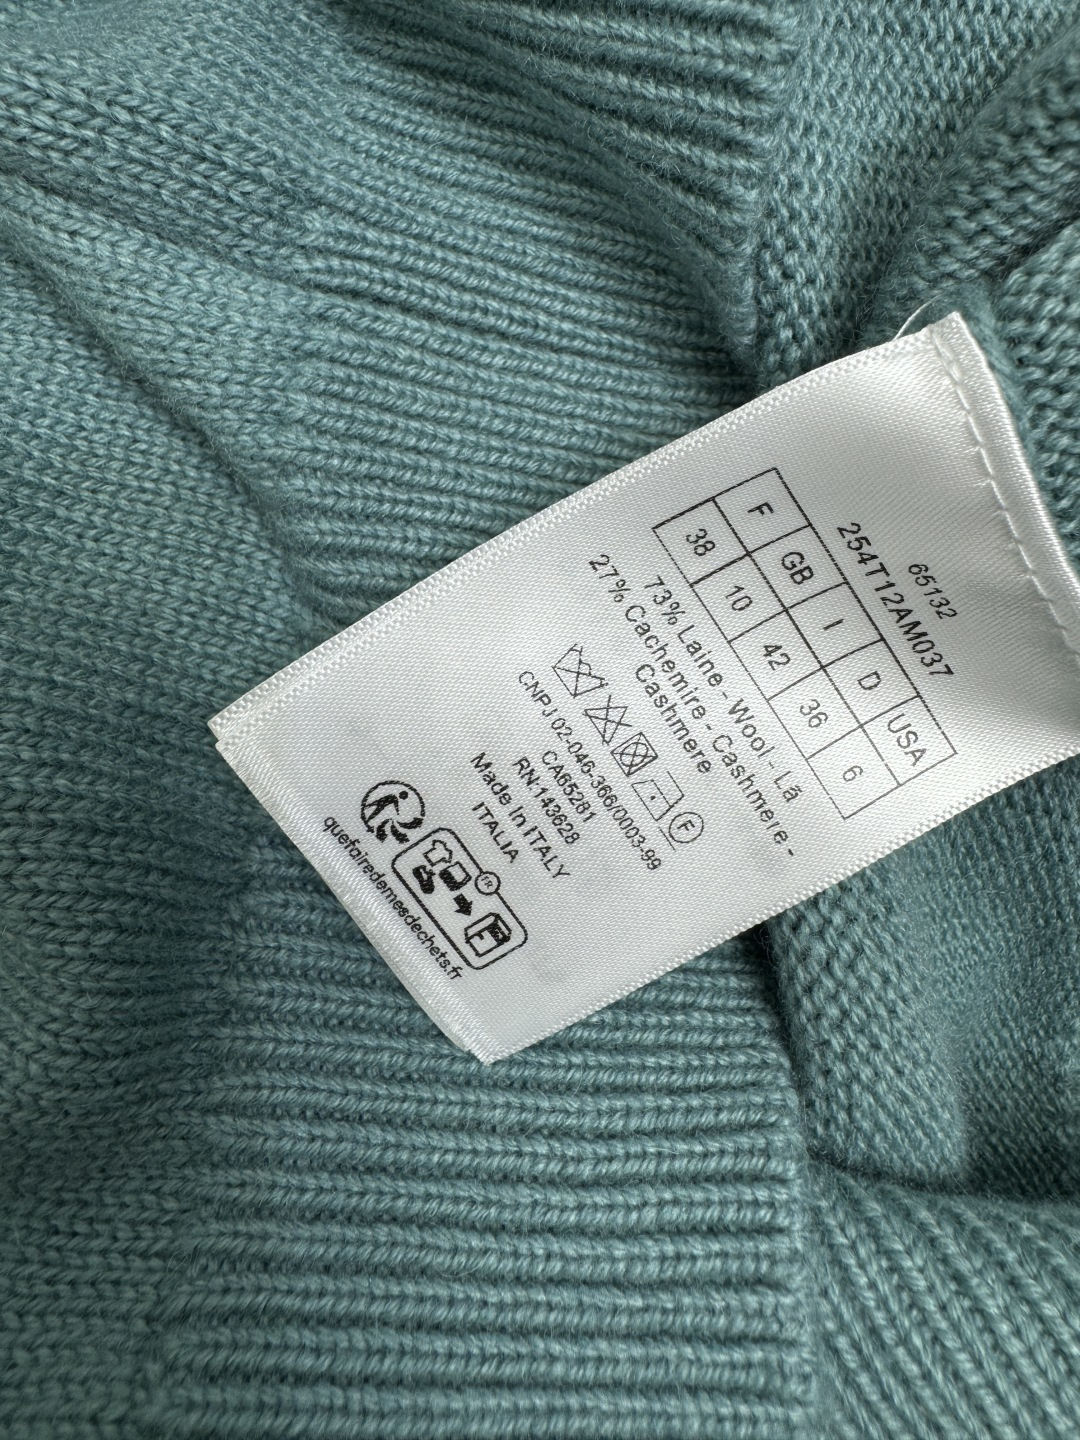 65132
254T12AM037
F GB I D USA
38 10 42 36 6
73% Laine - Wool - Lã
27% Cachemire - Cashmere -
Cashmere
F
CNPJ 02-046-366/0003-99
CA65281
RN:143628
Made In ITALY
ITALIA
FR
quefairedemesdechets.fr